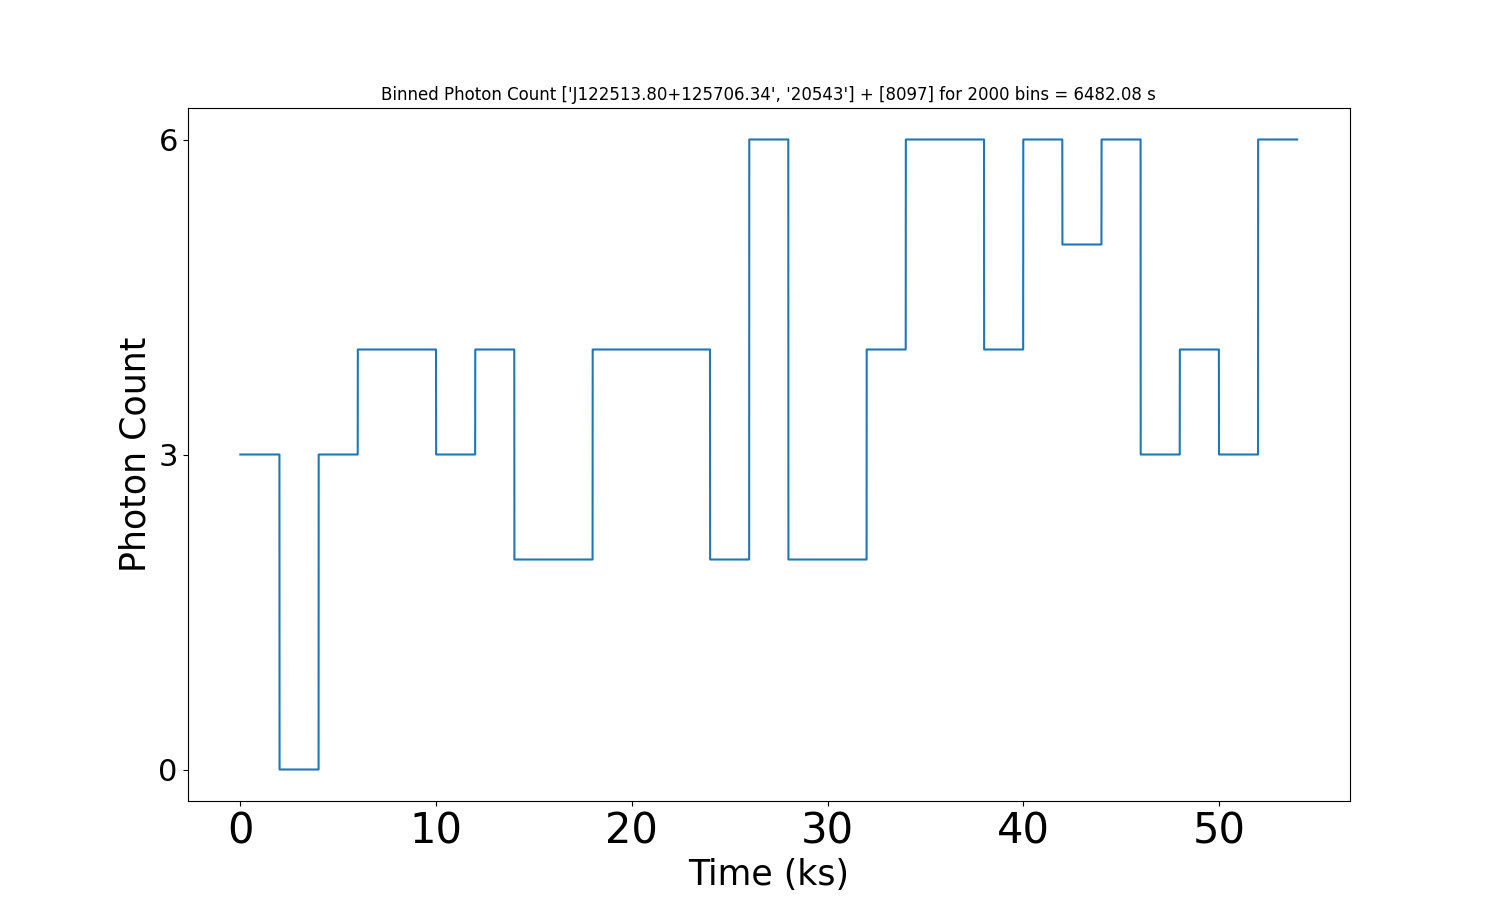 Binned Photon Count ['J122513.80+125706.34', '20543'] + [8097] for 2000 bins = 6482.08 s
6
3
0
Photon Count
0 10 20 30 40 50
Time (ks)